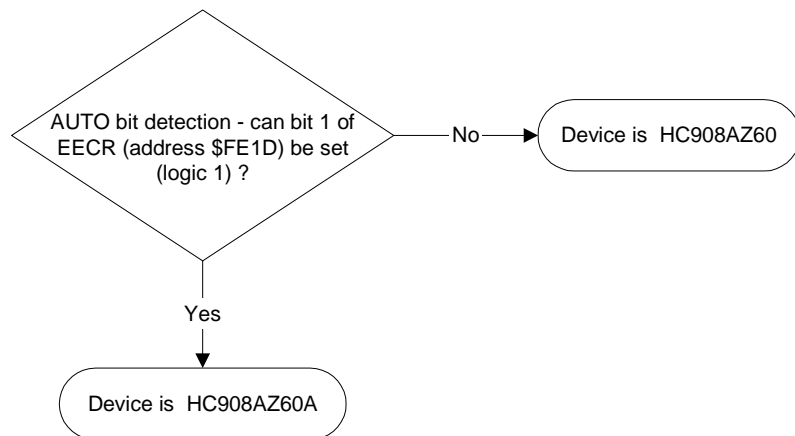 AUTO bit detection - can bit 1 of
EECR (address $FE1D) be set
(logic 1) ?
No
Device is HC908AZ60
Yes
Device is HC908AZ60A